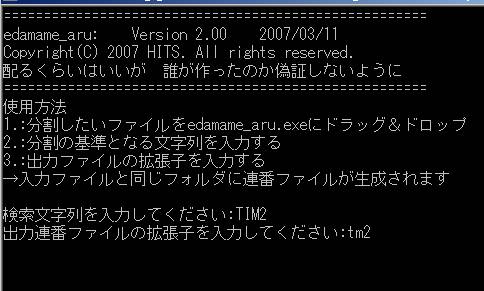 ===============================================
edamame_aru:    Version 2.00    2007/03/11
Copyright(C) 2007 HITS. All rights reserved.
配るくらいはいいが　誰が作ったのか偽証しないように
===============================================
使用方法
1.:分割したいファイルをedamame_aru.exeにドラッグ＆ドロップ
2.:分割の基準となる文字列を入力する
3.:出力ファイルの拡張子を入力する
→入力ファイルと同じフォルダに連番ファイルが生成されます
検索文字列を入力してください:TIM2
出力連番ファイルの拡張子を入力してください:tm2